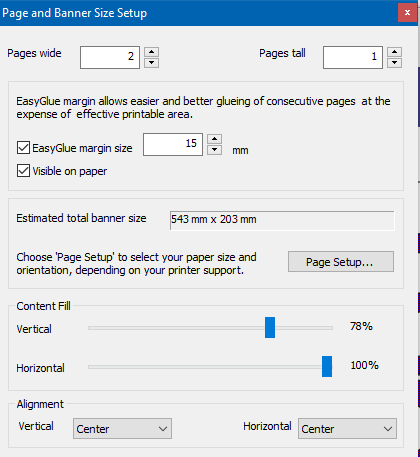 Page and Banner Size Setup
x
Pages wide 2 Pages tall 1
EasyGlue margin allows easier and better glueing of consecutive pages at the
expense of effective printable area.
EasyGlue margin size 15 mm
Visible on paper
Estimated total banner size 543 mm x 203 mm
Choose 'Page Setup' to select your paper size and
orientation, depending on your printer support.
Page Setup...
Content Fill
Vertical 78%
Horizontal 100%
Alignment
Vertical Center Horizontal Center